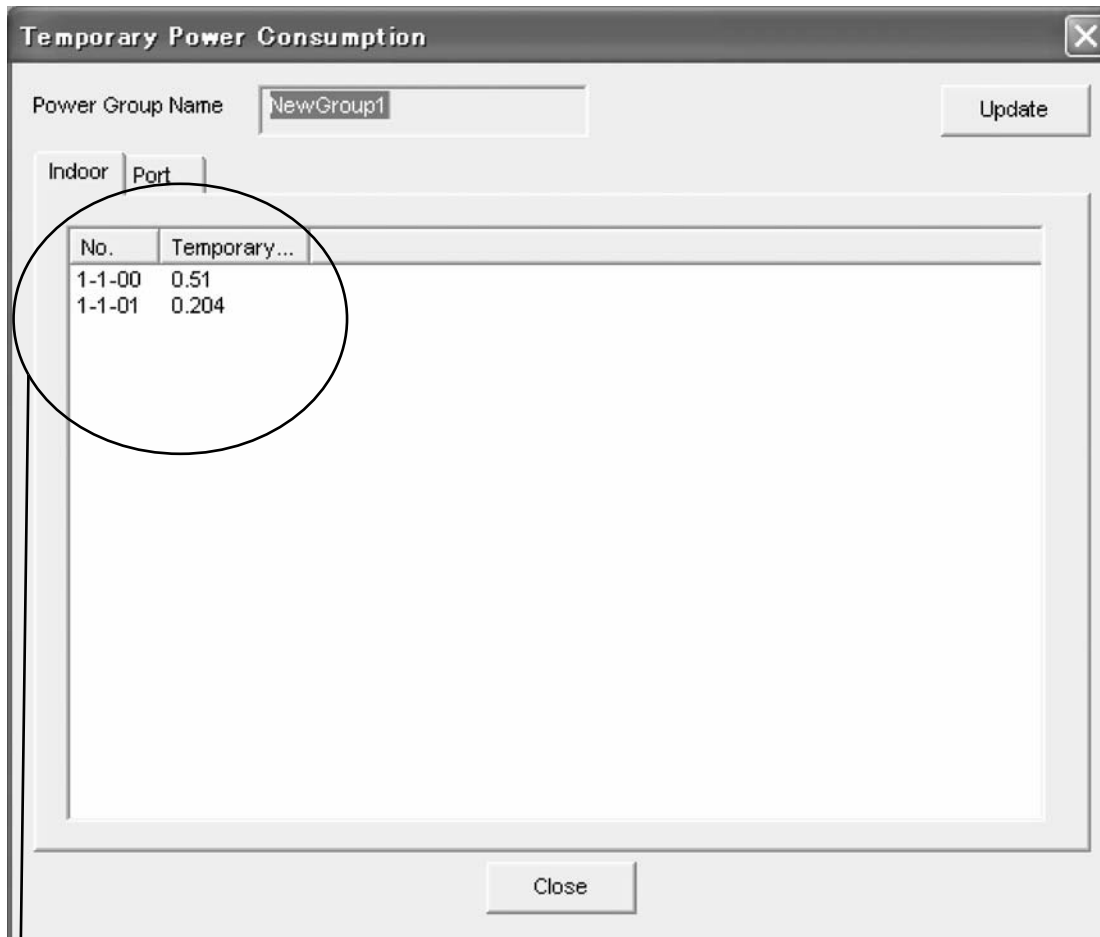 Temporary Power Consumption
Power Group Name NewGroup1 Update
Indoor Port
No. Temporary...
1-1-00 0.51
1-1-01 0.204
Close